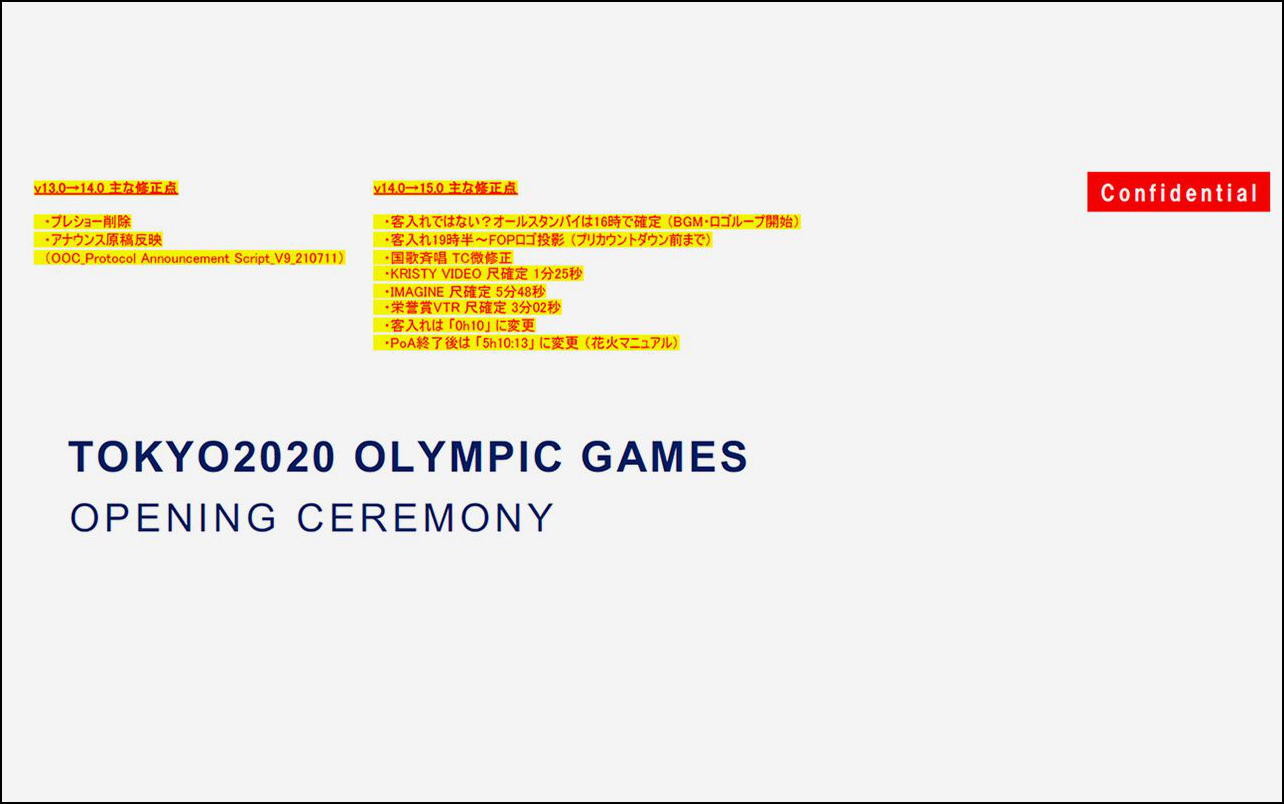 Confidential
v13.0→14.0 主な修正点
・プレショー削除
・アナウンス原稿反映
（OOC_Protocol Announcement Script_V9_210711）
v14.0→15.0 主な修正点
・客入れではない？オールスタンバイは16時で確定（BGM・ロゴループ開始）
・客入れ19時半～FOPロゴ投影（プリカウントダウン前まで）
・国歌斉唱 TC微修正
・KRISTY VIDEO 尺確定 1分25秒
・IMAGINE 尺確定 5分48秒
・栄誉賞VTR 尺確定 3分02秒
・客入れは「0h10」に変更
・PoA終了後は「5h10:13」に変更（花火マニュアル）
TOKYO2020 OLYMPIC GAMES
OPENING CEREMONY